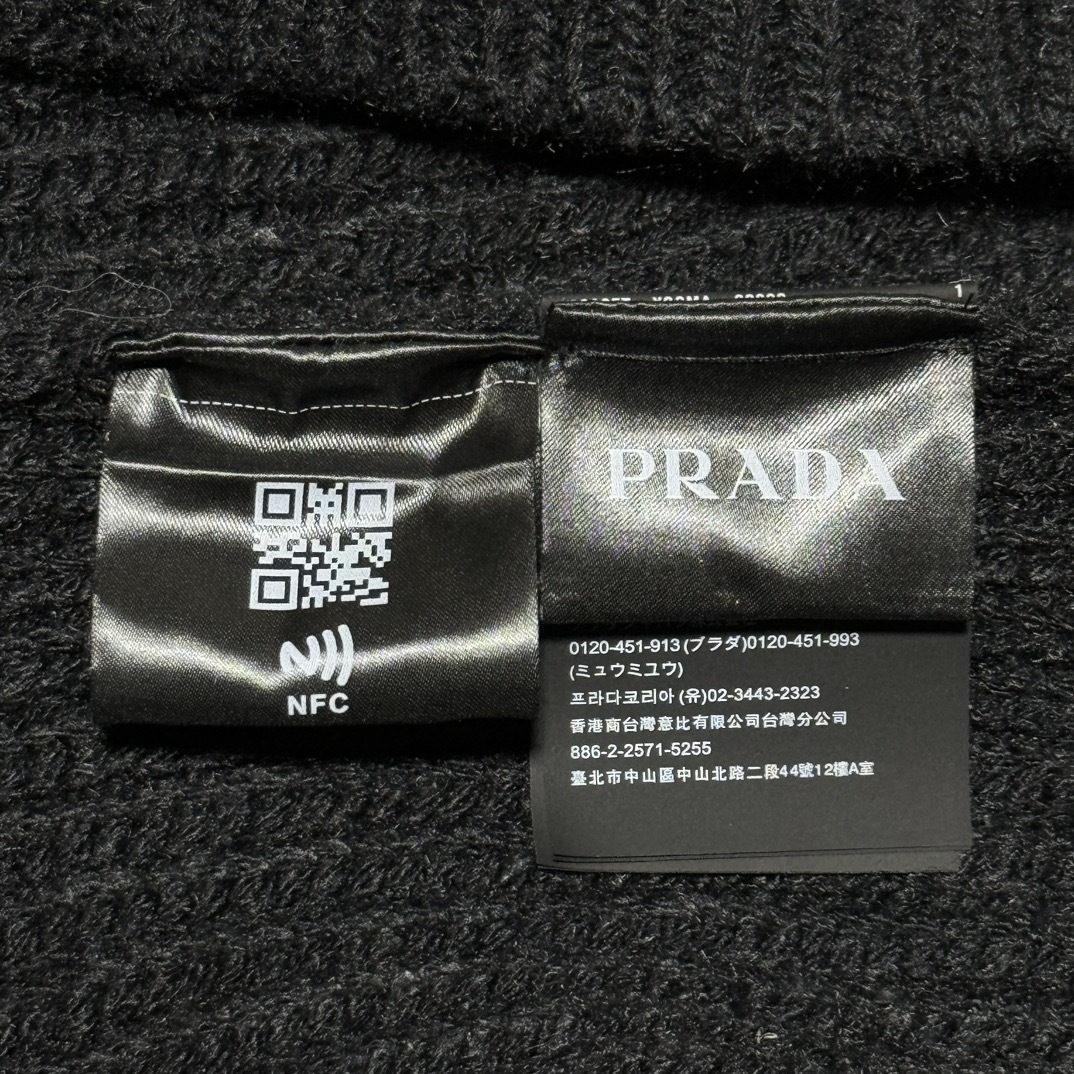 NFC
1
PRADA
0120-451-913 (プラダ)0120-451-993
(ミュウミユウ)
프라다코리아 (유)02-3443-2323
香港商台灣意比有限公司台灣分公司
886-2-2571-5255
臺北市中山區中山北路二段44號12樓A室